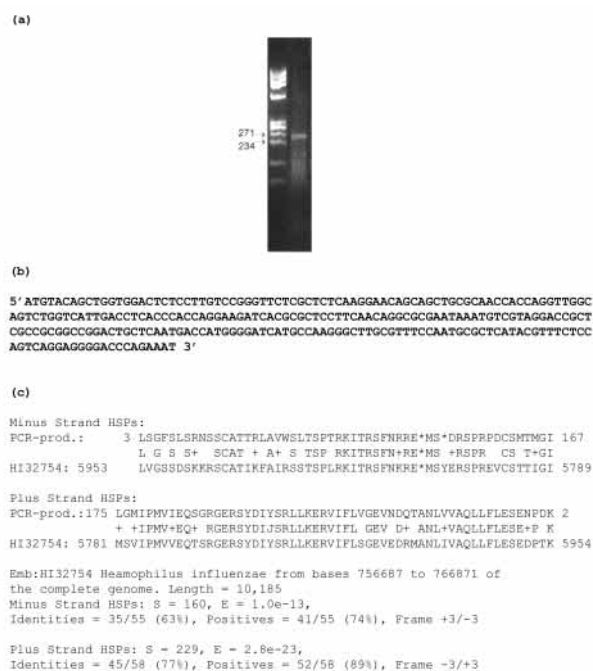 (a)
271
234
(b)
5'ATGTACAGCTGGTGGACTCTCCTTGTCCGGGTTCTCGCTCTCAAGGAACAGCAGCTGCGCAACCACCAGGTTGGC
AGTCTGGTCATTGACCTCACCCACCAGGAAGATCACGCGCTCCTTCAACAGGCGCGAATAAATGTCGTAGGACCGCT
CGCCGCGGCCGGACTGCTCAATGACCATGGGGATCATGCCAAGGGCTTGCGTTTCCAATGCGCTCATACGTTTCTCC
AGTCAGGAGGGGACCCAGAAAT 3'
(c)
Minus Strand HSPs:
PCR-prod.: 3 LSGFSLSRNSSCATTRLAVWSLTSPTRKITRSFNRRE*MS*DRSPRPDCSMTMGI 167
L G S S+ SCAT + A+ S TSP RKITRSFN+RE*MS +RSPR CS T+GI
HI32754: 5953 LVGSSDSKKRSCATIKFAIRSSTSPLRKITRSFNKRE*MSYERSPREVCSTTIGI 5789
Plus Strand HSPs:
PCR-prod.:175 LGMIPMVIEQSGRGERSYDIYSRLLKERVIFLVGEVNDQTANLVVAQLLFLESENPDK 2
+ +IPMV+EQ+ RGERSYDIJSRLLKERVIFL GEV D+ ANL+VAQLLFLESE+P K
HI32754: 5781 MSVIPMVVEQTSRGERSYDIYSRLLKERVIFLSGEVEDRMANLIVAQLLFLESEDPTK 5954
Emb:HI32754 Heamophilus influenzae from bases 756687 to 766871 of
the complete genome. Length = 10,185
Minus Strand HSPs: S = 160, E = 1.0e-13,
Identities = 35/55 (63%), Positives = 41/55 (74%), Frame +3/-3
Plus Strand HSPs: S = 229, E = 2.8e-23,
Identities = 45/58 (77%), Positives = 52/58 (89%), Frame -3/+3